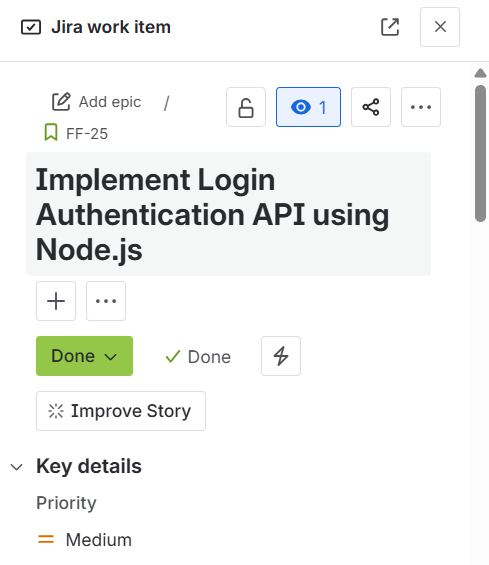 Jira work item
Add epic /
1
FF-25
Implement Login
Authentication API using
Node.js
Done
Done
Improve Story
Key details
Priority
Medium